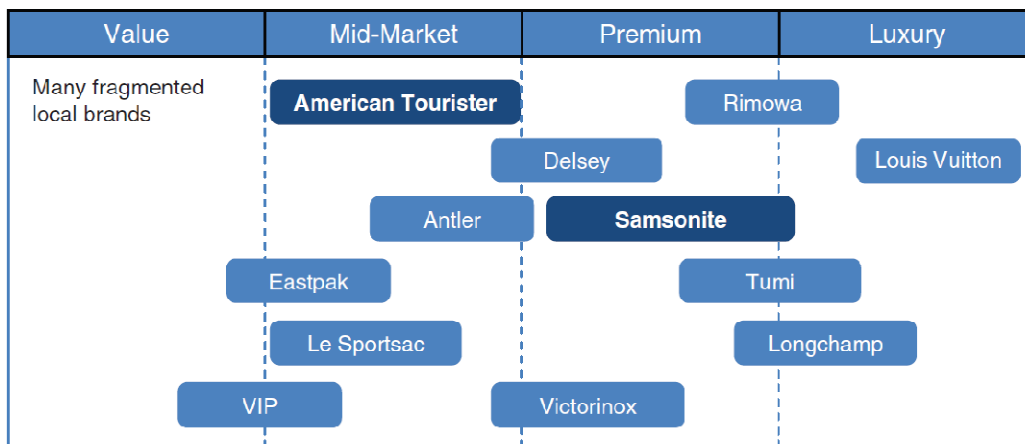 Value Mid-Market Premium Luxury
Many fragmented
local brands
American Tourister
Rimowa
Delsey
Louis Vuitton
Antler
Samsonite
Eastpak
Tumi
Le Sportsac
Longchamp
VIP
Victorinox